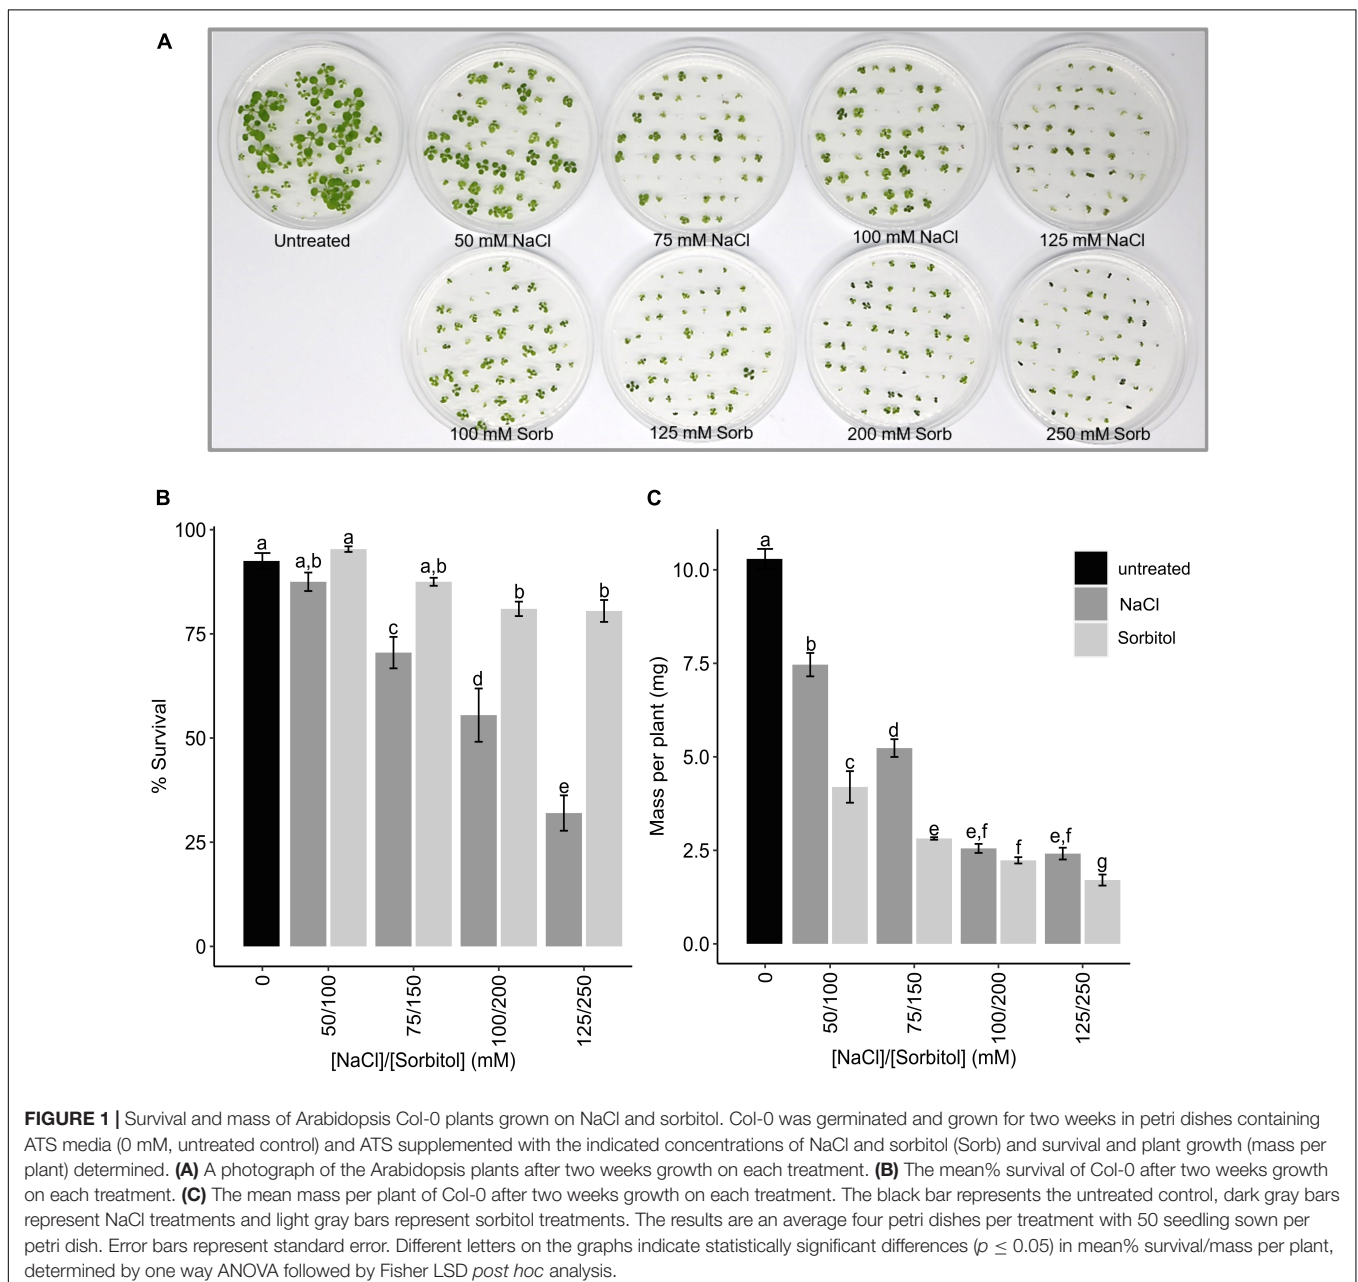 A
Untreated
50 mM NaCl
75 mM NaCl
100 mM NaCl
125 mM NaCl
100 mM Sorb
125 mM Sorb
200 mM Sorb
250 mM Sorb
B
% Survival
100
75
50
25
0
a
a,b
a
c
a,b
d
b
e
b
0
50/100
75/150
100/200
125/250
[NaCl]/[Sorbitol] (mM)
C
Mass per plant (mg)
10.0
7.5
5.0
2.5
0.0
a
b
c
d
e
e,f
f
e,f
g
0
50/100
75/150
100/200
125/250
[NaCl]/[Sorbitol] (mM)
untreated
NaCl
Sorbitol
FIGURE 1 | Survival and mass of Arabidopsis Col-0 plants grown on NaCl and sorbitol. Col-0 was germinated and grown for two weeks in petri dishes containing
ATS media (0 mM, untreated control) and ATS supplemented with the indicated concentrations of NaCl and sorbitol (Sorb) and survival and plant growth (mass per
plant) determined. (A) A photograph of the Arabidopsis plants after two weeks growth on each treatment. (B) The mean% survival of Col-0 after two weeks growth
on each treatment. (C) The mean mass per plant of Col-0 after two weeks growth on each treatment. The black bar represents the untreated control, dark gray bars
represent NaCl treatments and light gray bars represent sorbitol treatments. The results are an average four petri dishes per treatment with 50 seedling sown per
petri dish. Error bars represent standard error. Different letters on the graphs indicate statistically significant differences (p ≤ 0.05) in mean% survival/mass per plant,
determined by one way ANOVA followed by Fisher LSD post hoc analysis.